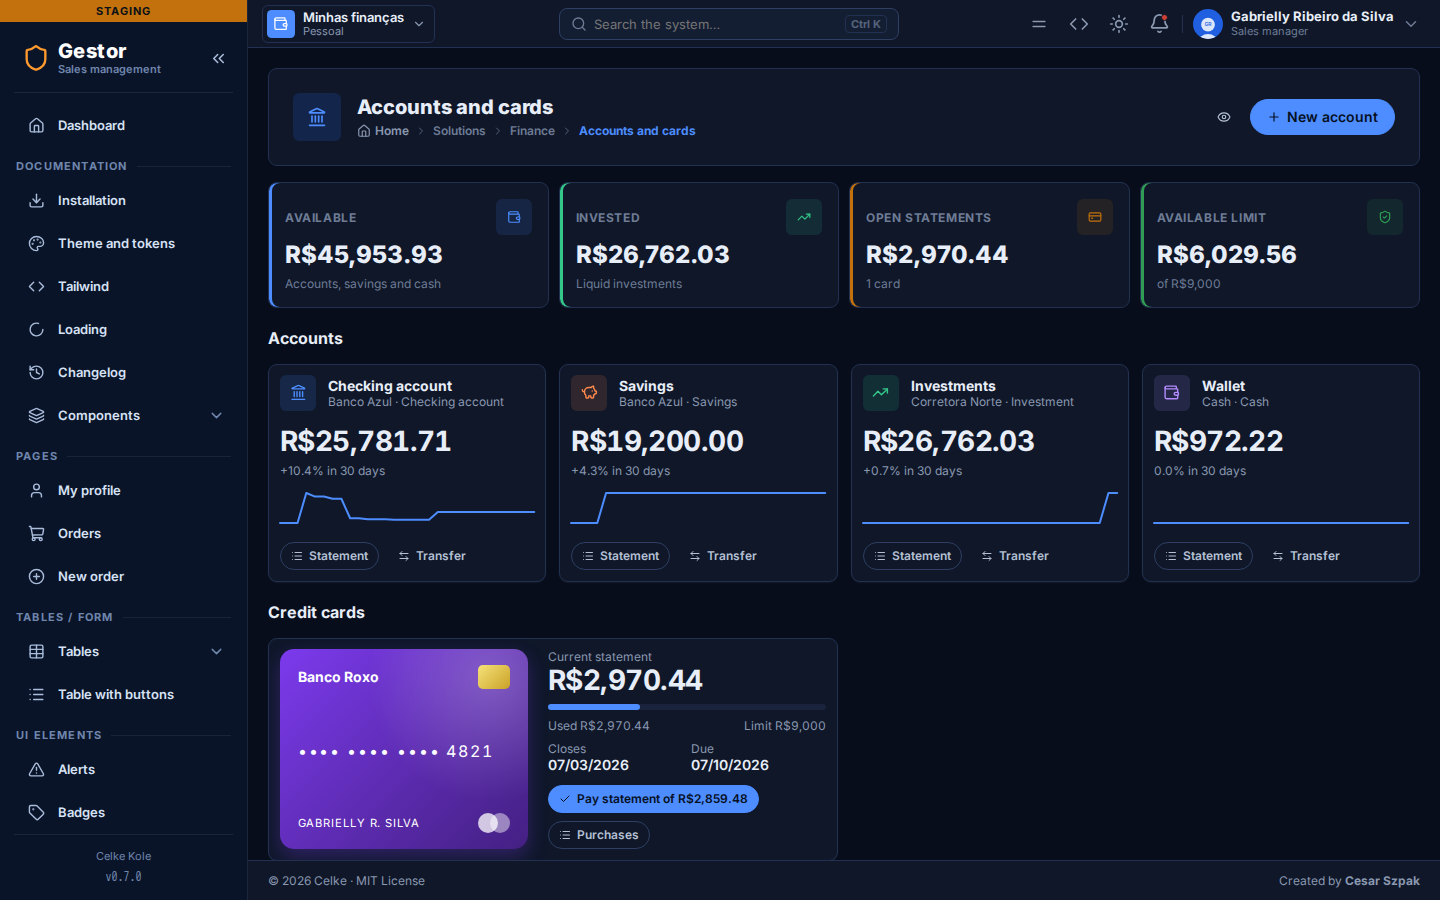 STAGING
Gestor
Sales management
Dashboard
DOCUMENTATION
Installation
Theme and tokens
Tailwind
Loading
Changelog
Components
PAGES
My profile
Orders
New order
TABLES / FORM
Tables
Table with buttons
UI ELEMENTS
Alerts
Badges
Celke Kole
v0.7.0
Minhas finanças
Pessoal
Search the system...
Ctrl K
GR
Gabrielly Ribeiro da Silva
Sales manager
Accounts and cards
Home
Solutions
Finance
Accounts and cards
New account
AVAILABLE
R$45,953.93
Accounts, savings and cash
INVESTED
R$26,762.03
Liquid investments
OPEN STATEMENTS
R$2,970.44
1 card
AVAILABLE LIMIT
R$6,029.56
of R$9,000
Accounts
Checking account
Banco Azul · Checking account
R$25,781.71
+10.4% in 30 days
Statement
Transfer
Savings
Banco Azul · Savings
R$19,200.00
+4.3% in 30 days
Statement
Transfer
Investments
Corretora Norte · Investment
R$26,762.03
+0.7% in 30 days
Statement
Transfer
Wallet
Cash · Cash
R$972.22
0.0% in 30 days
Statement
Transfer
Credit cards
Banco Roxo
•••• •••• •••• 4821
GABRIELLY R. SILVA
Current statement
R$2,970.44
Used R$2,970.44
Limit R$9,000
Closes
07/03/2026
Due
07/10/2026
Pay statement of R$2,859.48
Purchases
© 2026 Celke · MIT License
Created by Cesar Szpak